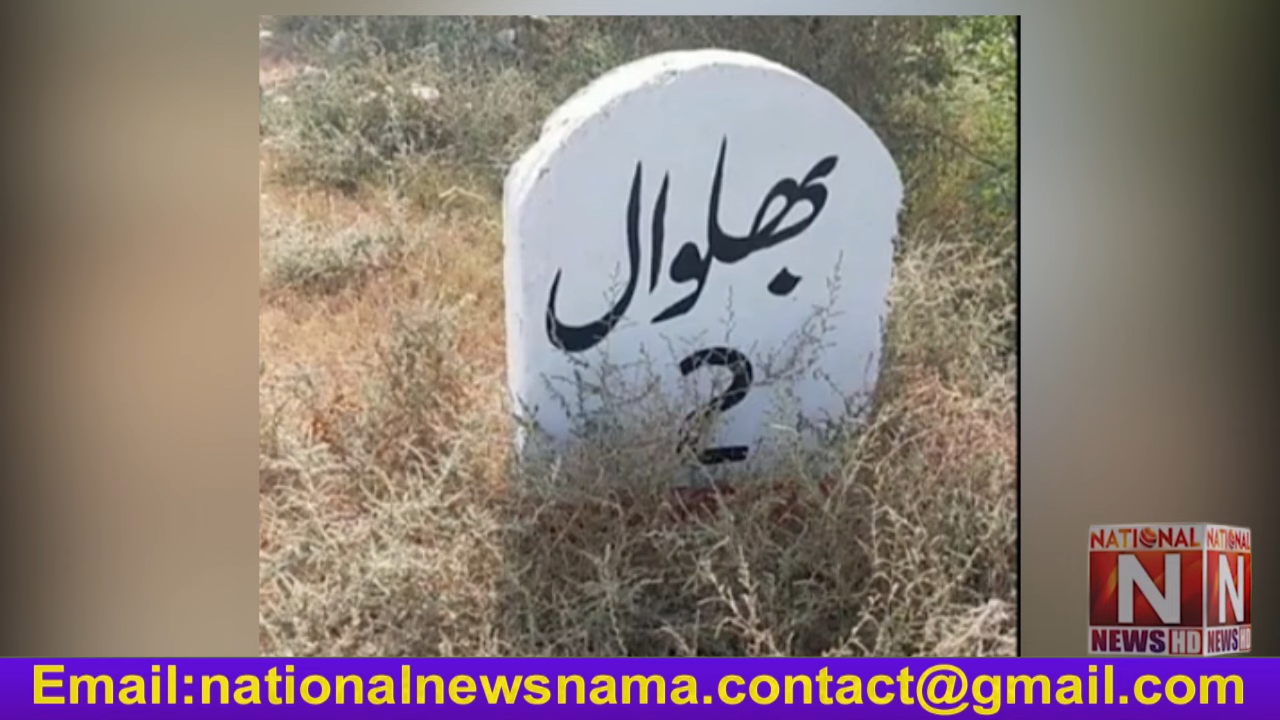 بھلوال
2
NATIONAL NATIONAL
N N
NEWS HD NEWS HD
Email:nationalnewsnama.contact@gmail.com